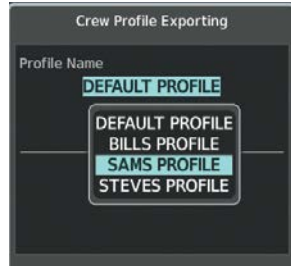 Crew Profile Exporting
Profile Name
DEFAULT PROFILE
DEFAULT PROFILE
BILLS PROFILE
SAMS PROFILE
STEVES PROFILE